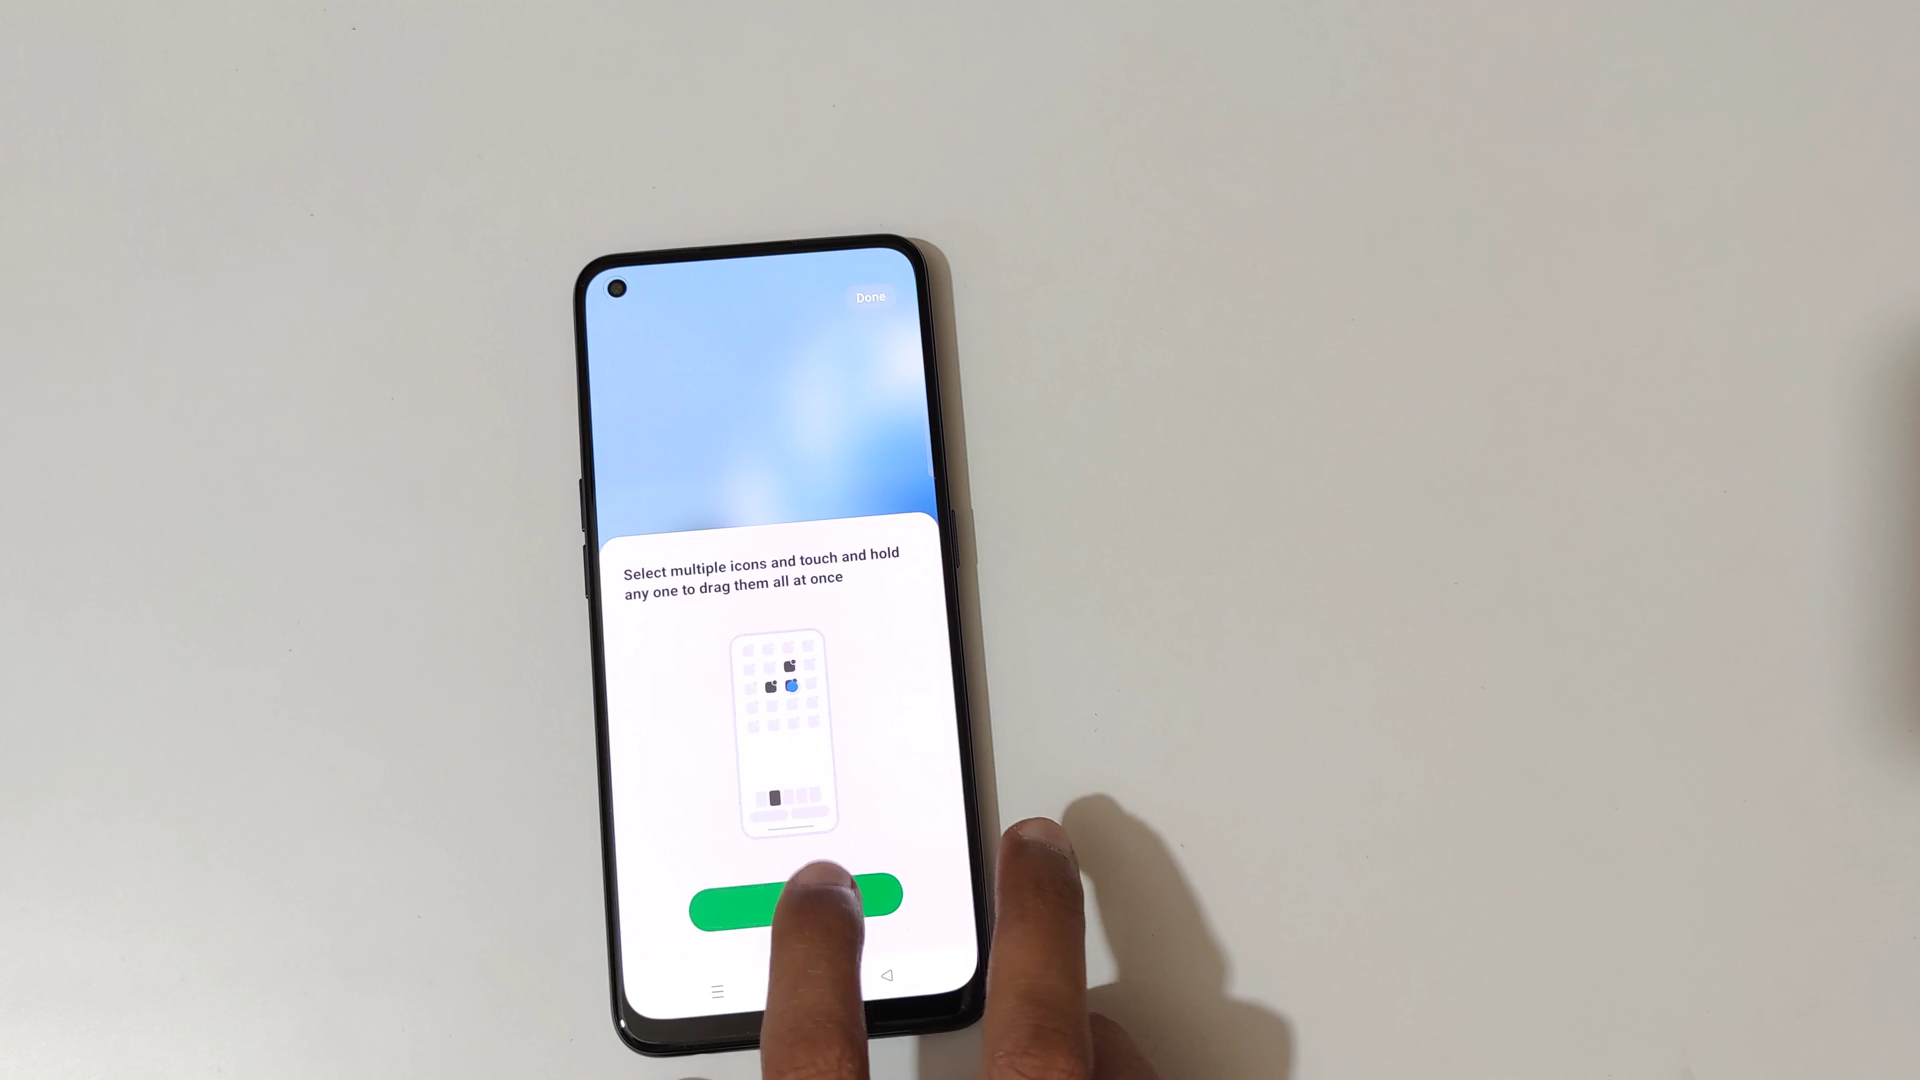 Done
Select multiple icons and touch and hold
any one to drag them all at once